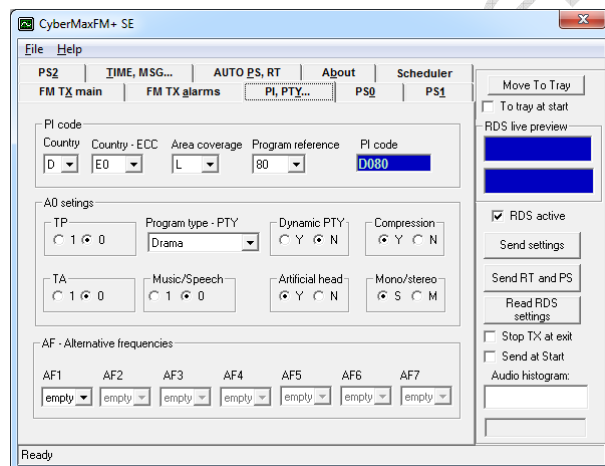 CyberMaxFM+ SE
File Help
PS2 TIME, MSG... AUTO PS, RT About Scheduler
FM TX main FM TX alarms PI, PTY... PS0 PS1
PI code
Country Country - ECC Area coverage Program reference PI code
D E0 L 80 D080
A0 setings
TP Program type - PTY Dynamic PTY Compression
1 0 Drama Y N Y N
TA Music/Speech Artificial head Mono/stereo
1 0 1 0 Y N S M
AF - Alternative frequencies
AF1 AF2 AF3 AF4 AF5 AF6 AF7
empty empty empty empty empty empty empty
Move To Tray
To tray at start
RDS live preview
RDS active
Send settings
Send RT and PS
Read RDS
settings
Stop TX at exit
Send at Start
Audio histogram:
Ready